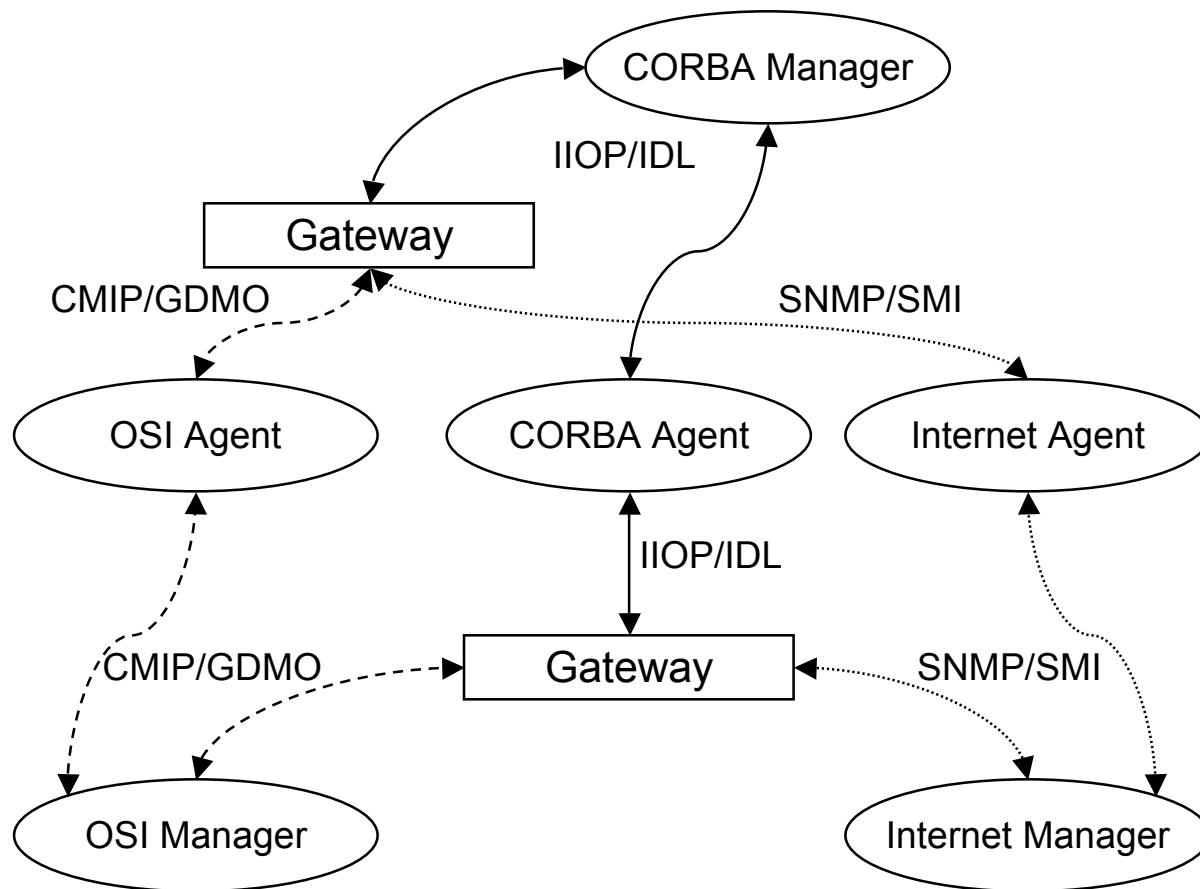 CORBA Manager
IIOP/IDL
Gateway
CMIP/GDMO
SNMP/SMI
OSI Agent
CORBA Agent
Internet Agent
IIOP/IDL
CMIP/GDMO
Gateway
SNMP/SMI
OSI Manager
Internet Manager